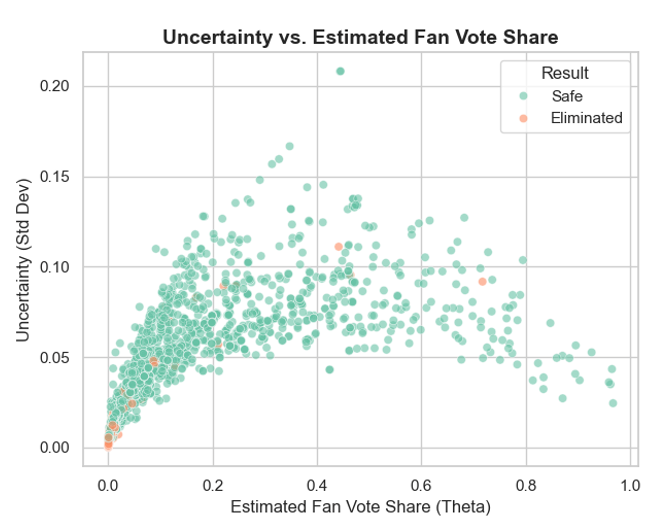 Uncertainty vs. Estimated Fan Vote Share
Result
Safe
Eliminated
Uncertainty (Std Dev)
0.20
0.15
0.10
0.05
0.00
0.0 0.2 0.4 0.6 0.8 1.0
Estimated Fan Vote Share (Theta)